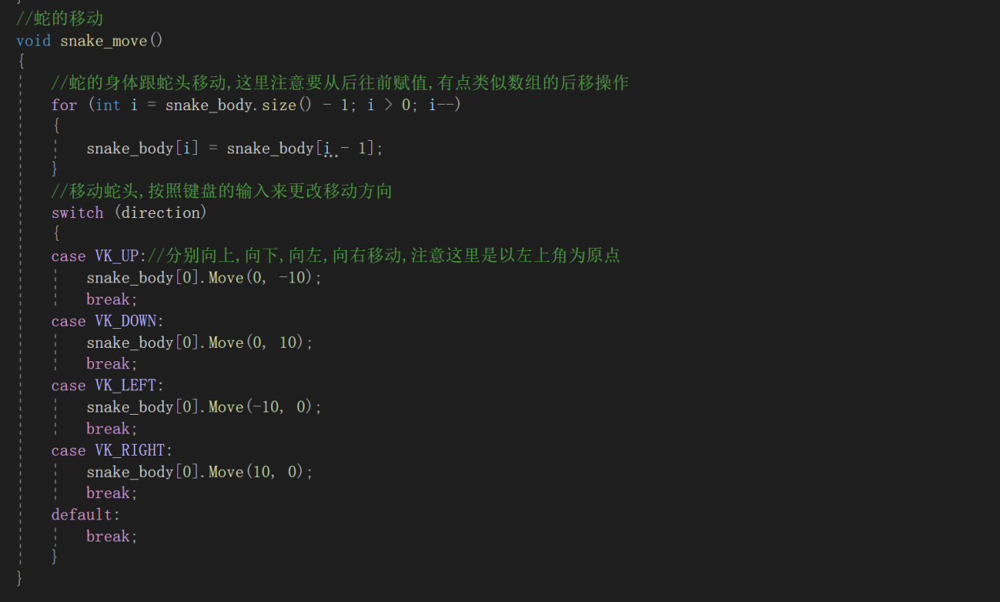 }
//蛇的移动
void snake_move()
{
//蛇的身体跟蛇头移动,这里注意要从后往前赋值,有点类似数组的后移操作
for (int i = snake_body.size() - 1; i > 0; i--)
{
snake_body[i] = snake_body[i - 1];
}
//移动蛇头,按照键盘的输入来更改移动方向
switch (direction)
{
case VK_UP://分别向上,向下,向左,向右移动,注意这里是以左上角为原点
snake_body[0].Move(0, -10);
break;
case VK_DOWN:
snake_body[0].Move(0, 10);
break;
case VK_LEFT:
snake_body[0].Move(-10, 0);
break;
case VK_RIGHT:
snake_body[0].Move(10, 0);
break;
default:
break;
}
}